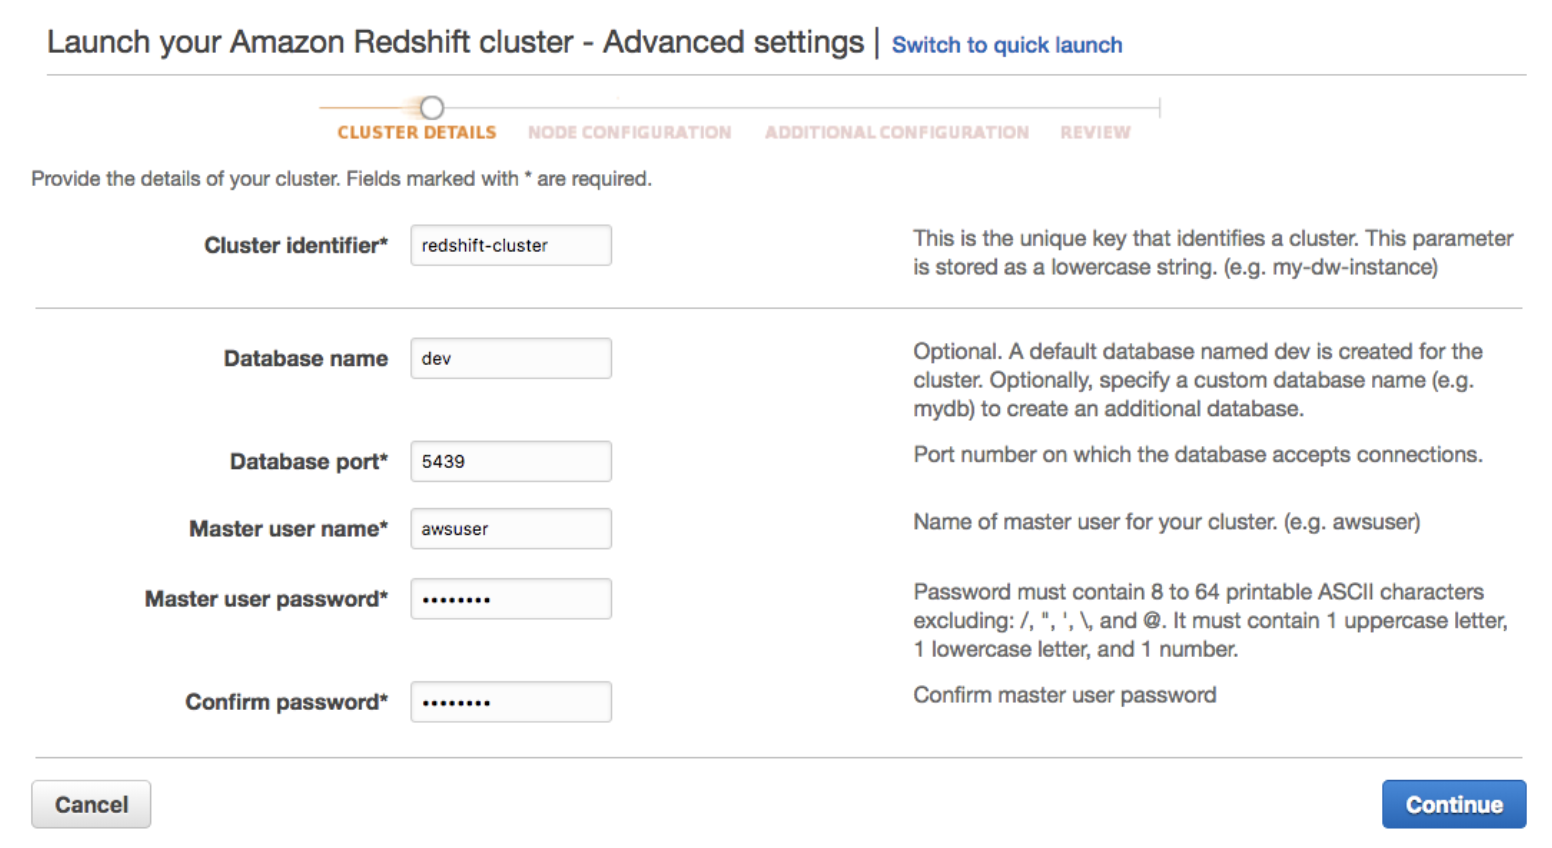 Launch your Amazon Redshift cluster - Advanced settings | Switch to quick launch
CLUSTER DETAILS NODE CONFIGURATION ADDITIONAL CONFIGURATION REVIEW
Provide the details of your cluster. Fields marked with * are required.
Cluster identifier* redshift-cluster
This is the unique key that identifies a cluster. This parameter
is stored as a lowercase string. (e.g. my-dw-instance)
Database name dev
Optional. A default database named dev is created for the
cluster. Optionally, specify a custom database name (e.g.
mydb) to create an additional database.
Database port* 5439
Port number on which the database accepts connections.
Master user name* awsuser
Name of master user for your cluster. (e.g. awsuser)
Master user password* ••••••••
Password must contain 8 to 64 printable ASCII characters
excluding: /, ", ', \, and @. It must contain 1 uppercase letter,
1 lowercase letter, and 1 number.
Confirm password* ••••••••
Confirm master user password
Cancel Continue